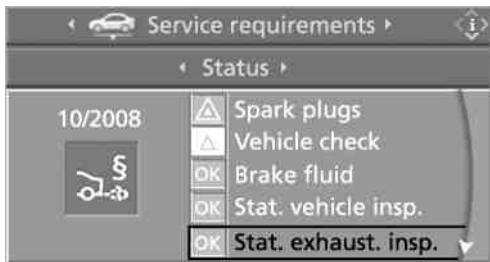 Service requirements
i
Status
10/2008
§
Spark plugs
Vehicle check
OK Brake fluid
OK Stat. vehicle insp.
OK Stat. exhaust. insp.